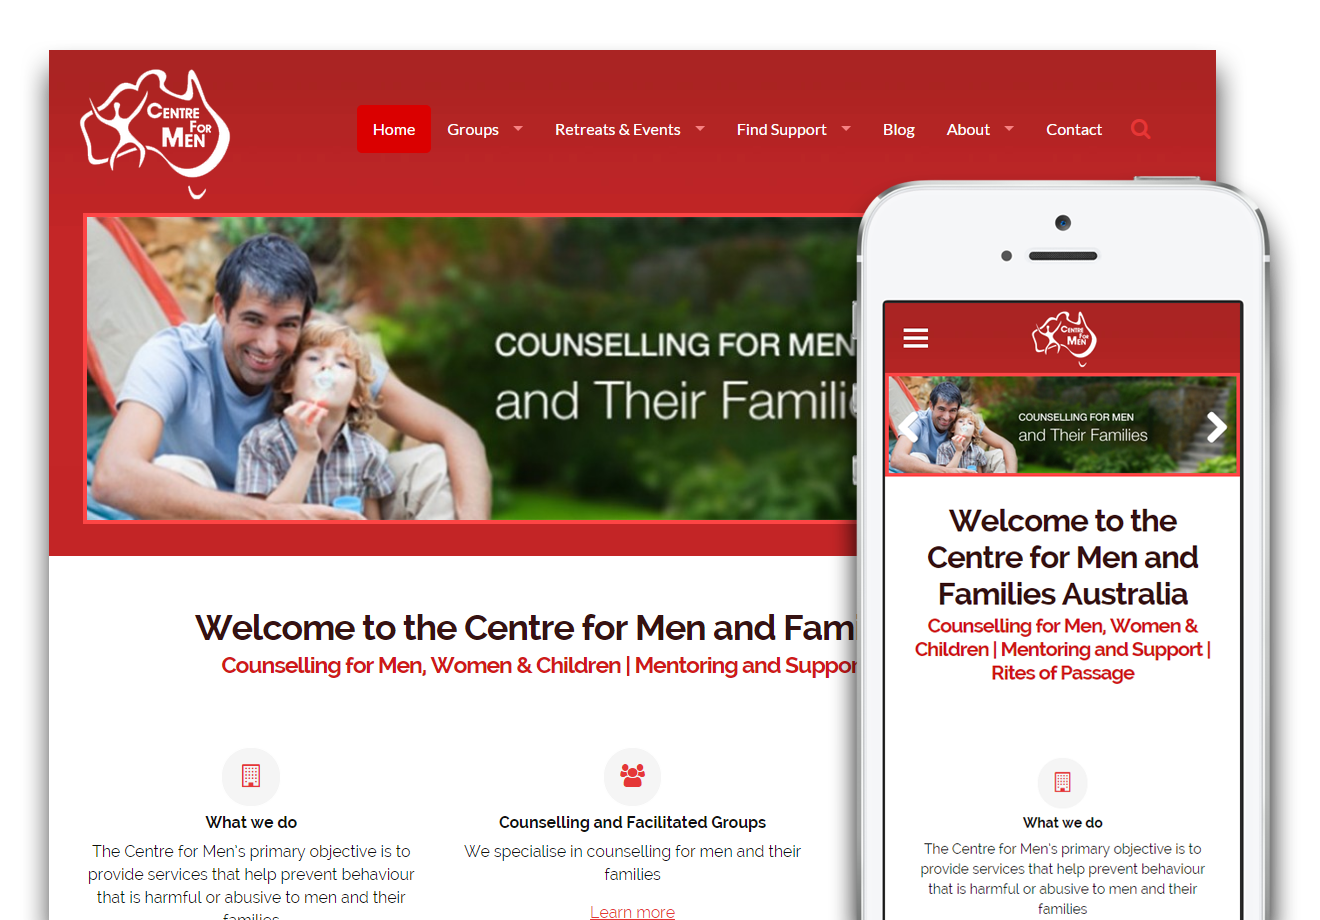 CENTRE
FOR
MEN
Home Groups Retreats & Events Find Support Blog About Contact
COUNSELLING FOR MEN
and Their Famili
Welcome to the Centre for Men and Fami
Counselling for Men, Women & Children | Mentoring and Suppor
What we do
The Centre for Men's primary objective is to
provide services that help prevent behaviour
that is harmful or abusive to men and their
families.
Counselling and Facilitated Groups
We specialise in counselling for men and their
families
Learn more
CENTRE
FOR
MEN
COUNSELLING FOR MEN
and Their Families
Welcome to the
Centre for Men and
Families Australia
Counselling for Men, Women &
Children | Mentoring and Support |
Rites of Passage
What we do
The Centre for Men's primary objective is to
provide services that help prevent behaviour
that is harmful or abusive to men and their
families